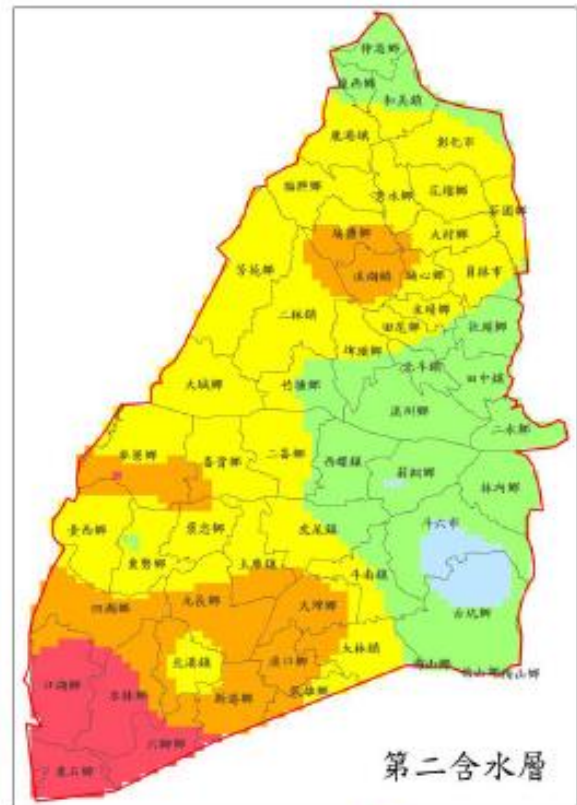 伸港鄉
線西鄉
和美鎮
鹿港鎮
彰化市
福興鄉
秀水鄉
花壇鄉
芬園鄉
埔鹽鄉
大村鄉
芳苑鄉
溪湖鎮
埔心鄉
員林市
二林鎮
永靖鄉
田尾鄉
社頭鄉
埤頭鄉
北斗鎮
田中鎮
大城鄉
竹塘鄉
溪州鄉
二水鄉
麥寮鄉
崙背鄉
二崙鄉
西螺鎮
莿桐鄉
林內鄉
臺西鄉
東勢鄉
褒忠鄉
土庫鎮
虎尾鎮
斗六市
斗南鎮
四湖鄉
元長鄉
大埤鄉
古坑鄉
北港鎮
溪口鄉
大林鎮
梅山鄉
口湖鄉
水林鄉
新港鄉
民雄鄉
六腳鄉
東石鄉
第二含水層